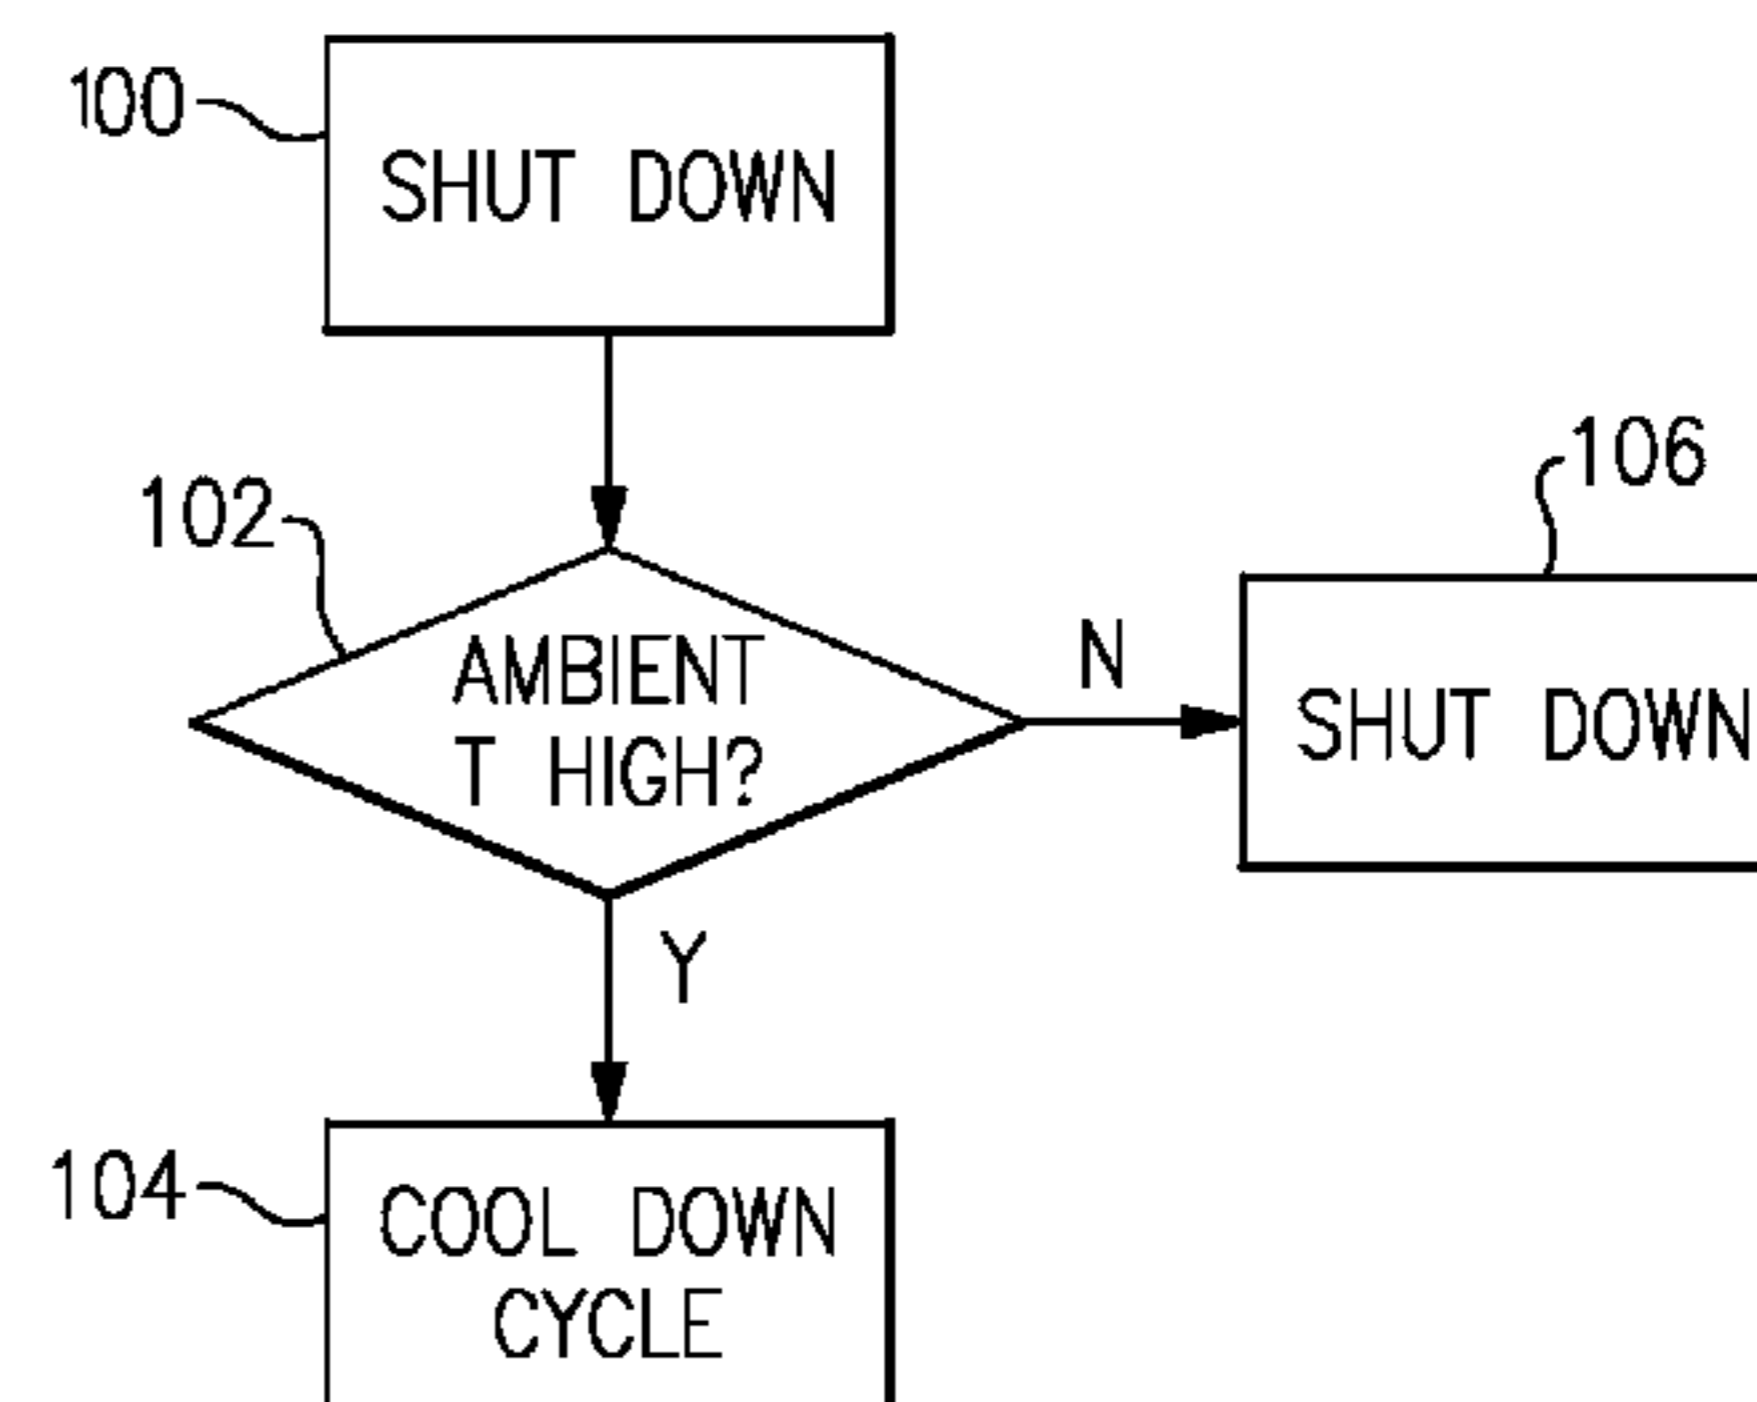 100
SHUT DOWN
102
AMBIENT
T HIGH?
N
106
SHUT DOWN
Y
104
COOL DOWN
CYCLE